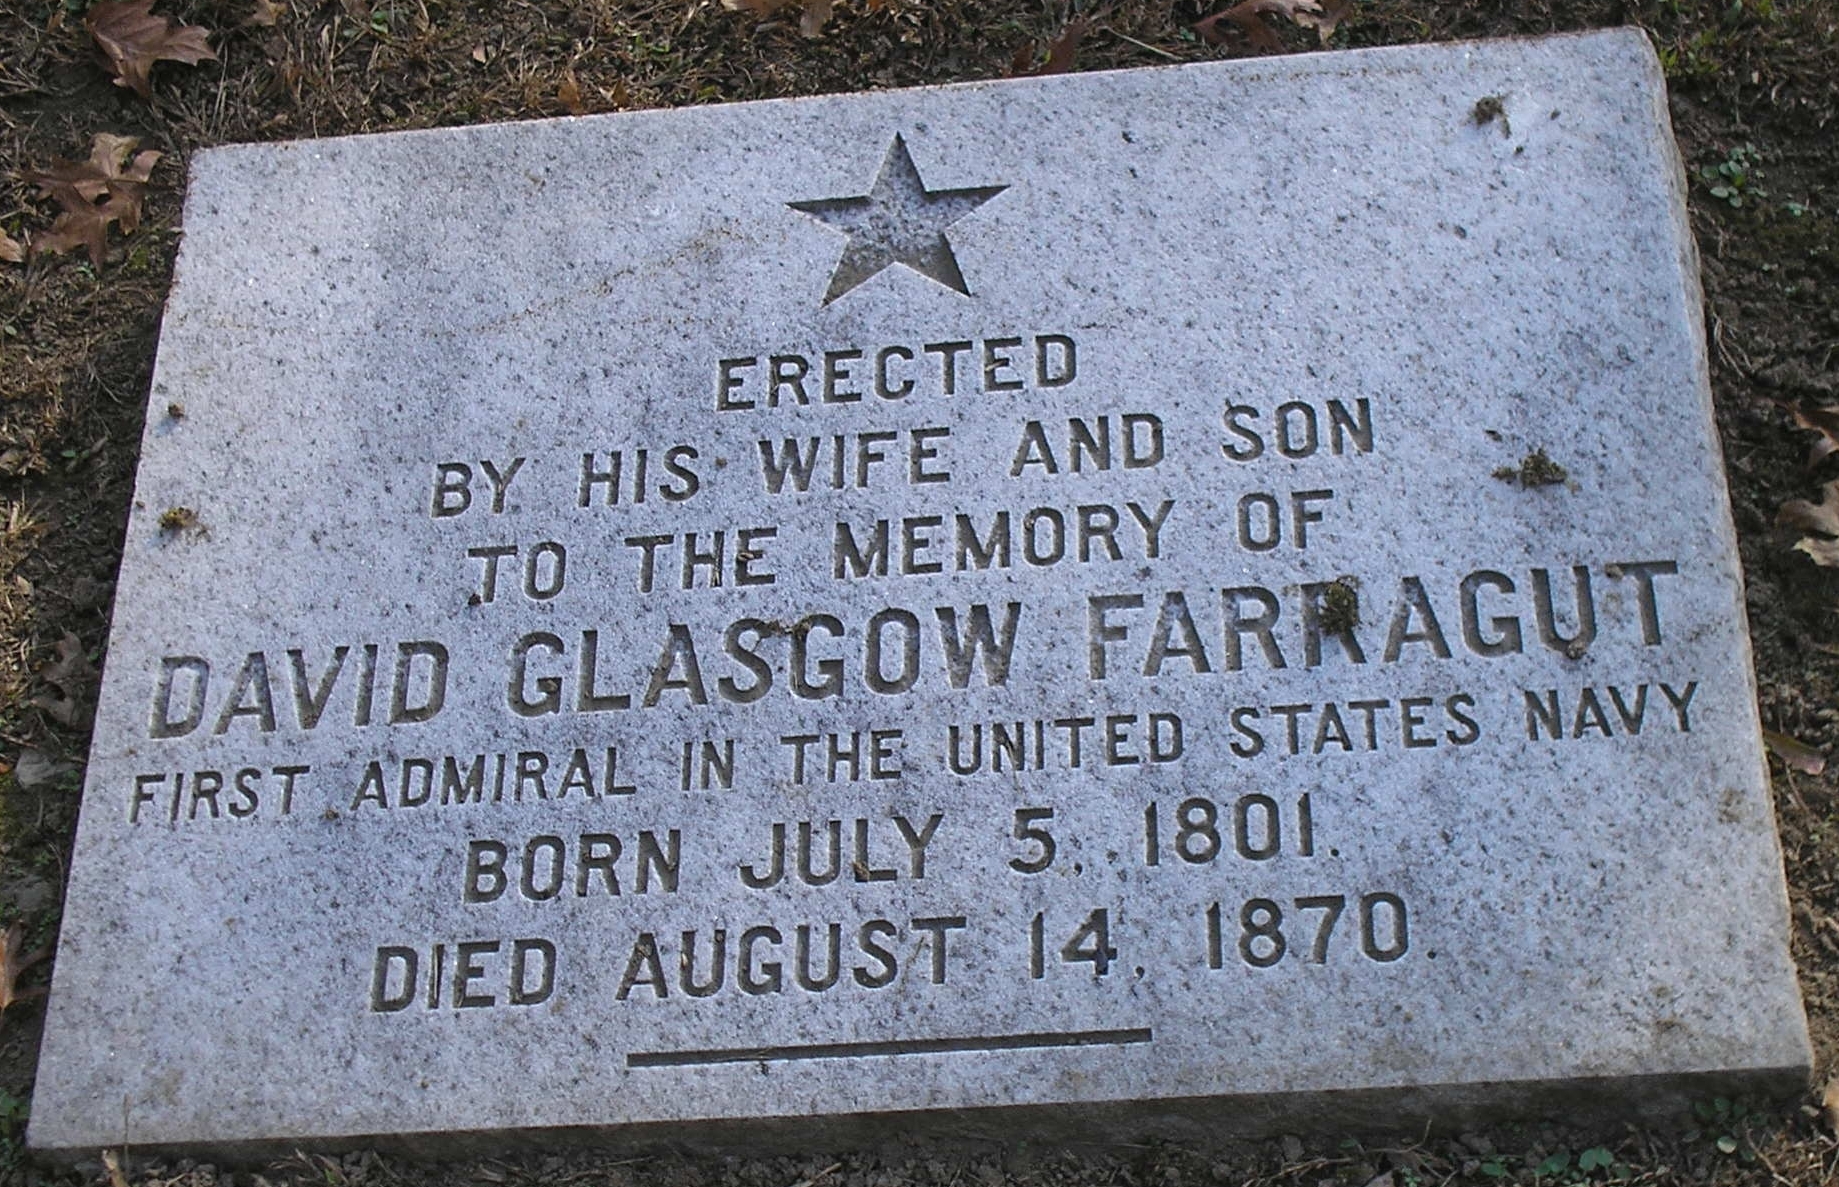 ERECTED
BY HIS WIFE AND SON
TO THE MEMORY OF
DAVID GLASGOW FARRAGUT
FIRST ADMIRAL IN THE UNITED STATES NAVY
BORN JULY 5, 1801.
DIED AUGUST 14, 1870.